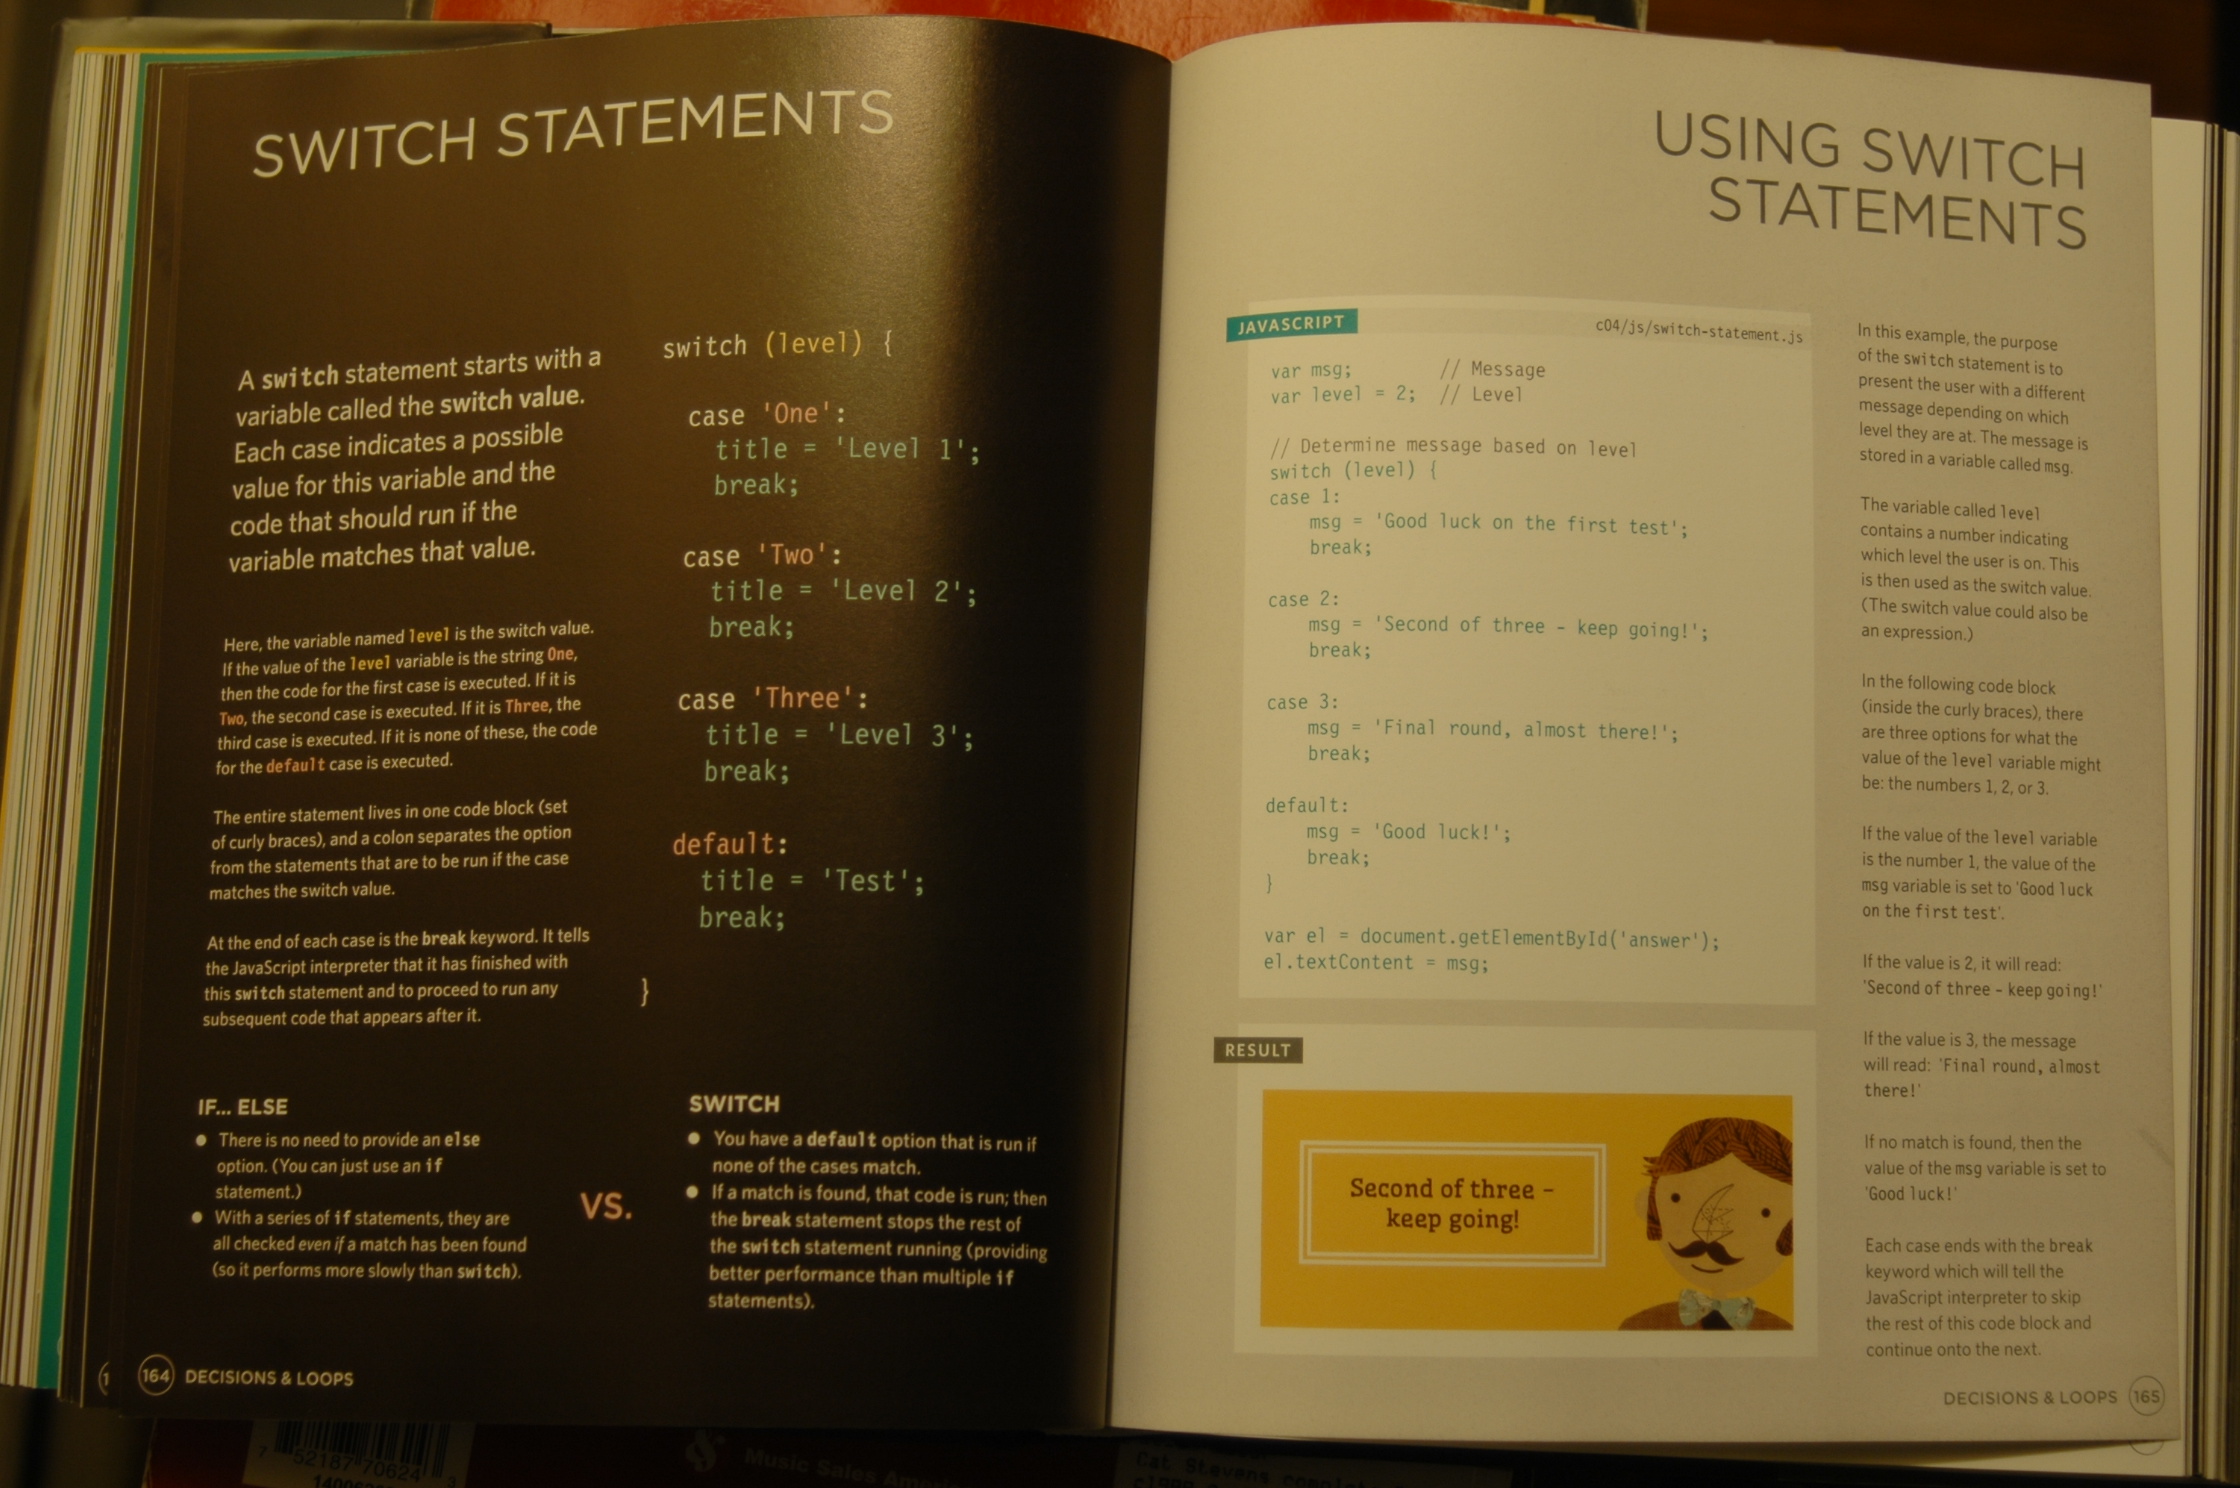 SWITCH STATEMENTS
A switch statement starts with a
variable called the switch value.
Each case indicates a possible
value for this variable and the
code that should run if the
variable matches that value.
Here, the variable named level is the switch value.
If the value of the level variable is the string One,
then the code for the first case is executed. If it is
Two, the second case is executed. If it is Three, the
third case is executed. If it is none of these, the code
for the default case is executed.
The entire statement lives in one code block (set
of curly braces), and a colon separates the option
from the statements that are to be run if the case
matches the switch value.
At the end of each case is the break keyword. It tells
the JavaScript interpreter that it has finished with
this switch statement and to proceed to run any
subsequent code that appears after it.
switch (level) {
case 'One':
title = 'Level 1';
break;
case 'Two':
title = 'Level 2';
break;
case 'Three':
title = 'Level 3';
break;
default:
title = 'Test';
break;
}
IF... ELSE
● There is no need to provide an else
option. (You can just use an if
statement.)
● With a series of if statements, they are
all checked even if a match has been found
(so it performs more slowly than switch).
VS.
SWITCH
● You have a default option that is run if
none of the cases match.
● If a match is found, that code is run; then
the break statement stops the rest of
the switch statement running (providing
better performance than multiple if
statements).
164 DECISIONS & LOOPS
USING SWITCH
STATEMENTS
JAVASCRIPT
c04/js/switch-statement.js
var msg; // Message
var level = 2; // Level
// Determine message based on level
switch (level) {
case 1:
msg = 'Good luck on the first test';
break;
case 2:
msg = 'Second of three - keep going!';
break;
case 3:
msg = 'Final round, almost there!';
break;
default:
msg = 'Good luck!';
break;
}
var el = document.getElementById('answer');
el.textContent = msg;
RESULT
Second of three -
keep going!
In this example, the purpose
of the switch statement is to
present the user with a different
message depending on which
level they are at. The message is
stored in a variable called msg.
The variable called level
contains a number indicating
which level the user is on. This
is then used as the switch value.
(The switch value could also be
an expression.)
In the following code block
(inside the curly braces), there
are three options for what the
value of the level variable might
be: the numbers 1, 2, or 3.
If the value of the level variable
is the number 1, the value of the
msg variable is set to 'Good luck
on the first test'.
If the value is 2, it will read:
'Second of three - keep going!'
If the value is 3, the message
will read: 'Final round, almost
there!'
If no match is found, then the
value of the msg variable is set to
'Good luck!'
Each case ends with the break
keyword which will tell the
JavaScript interpreter to skip
the rest of this code block and
continue onto the next.
DECISIONS & LOOPS 165
7 52187 70624 3
Music Sales
Cat Stevens